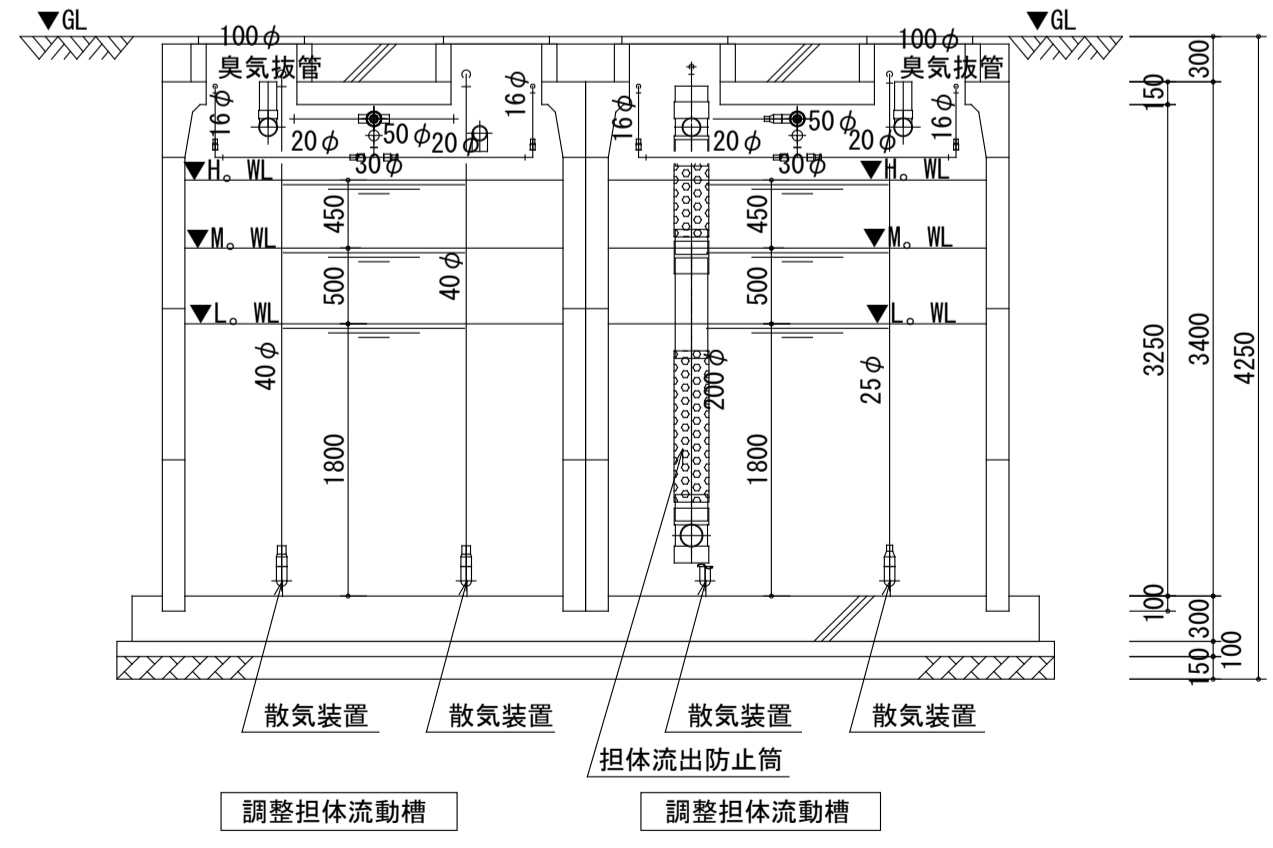 ▼GL
▼GL
100φ
臭気抜管
100φ
臭気抜管
300
150
16φ
16φ
16φ
16φ
20φ
50φ
20φ
30φ
20φ
50φ
20φ
30φ
▼H。WL
▼H。WL
450
450
▼M。WL
▼M。WL
500
40φ
500
▼L。WL
▼L。WL
40φ
200φ
25φ
3250
3400
4250
1800
1800
100
300
150
100
散気装置
散気装置
散気装置
散気装置
担体流出防止筒
調整担体流動槽
調整担体流動槽